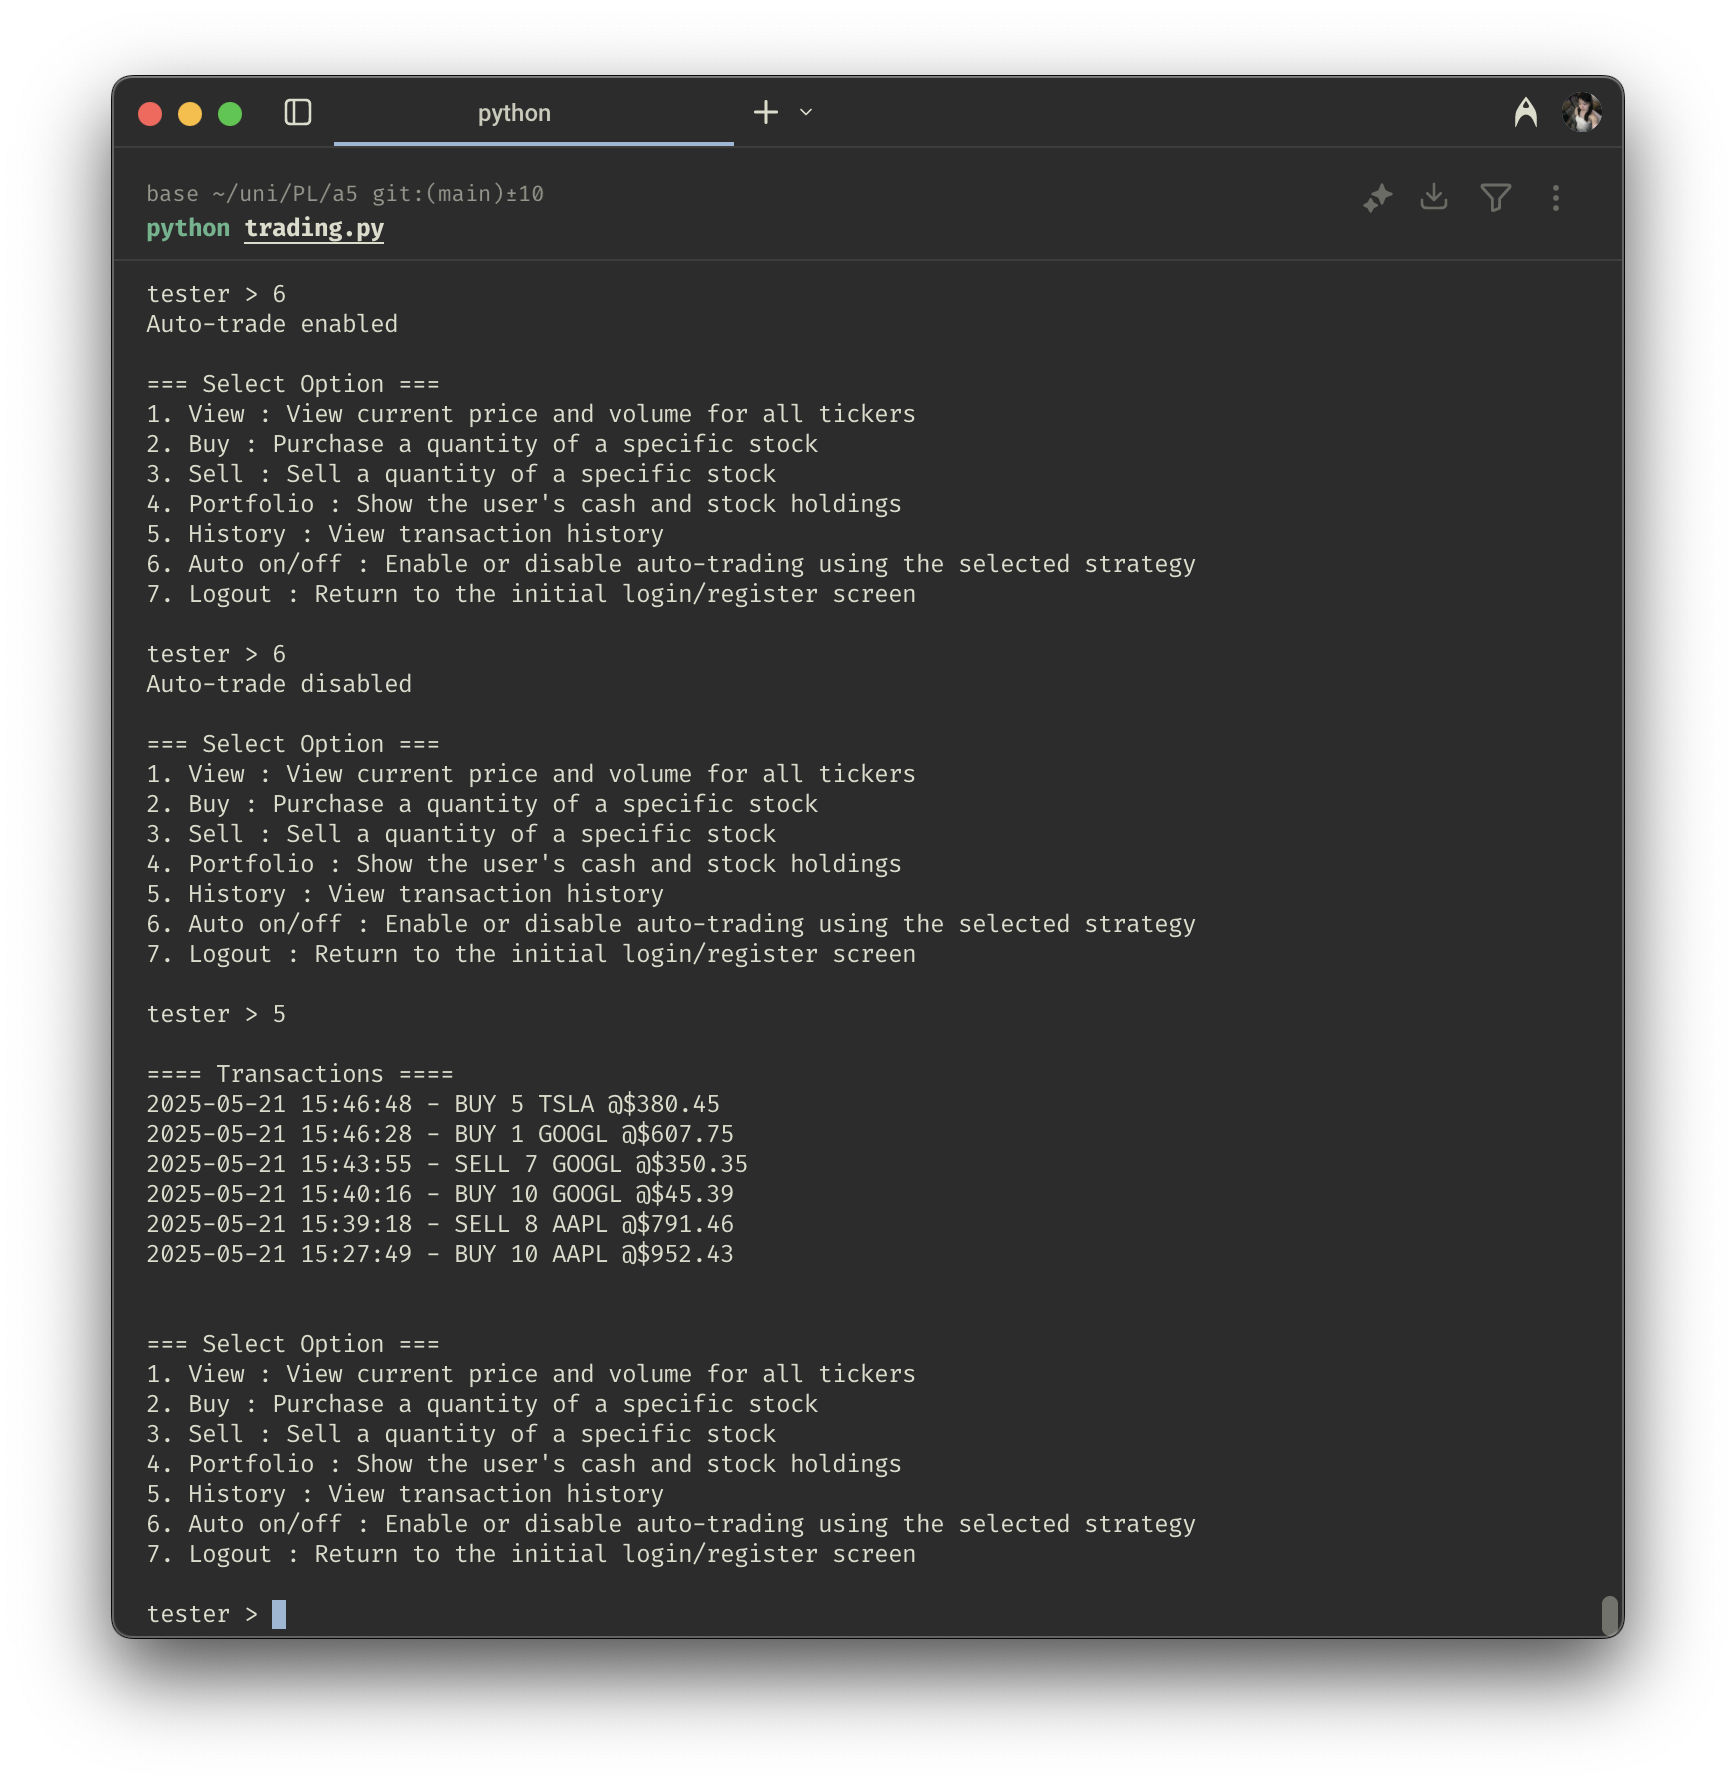 python
base ~/uni/PL/a5 git:(main)±10
python trading.py
tester > 6
Auto-trade enabled
=== Select Option ===
1. View : View current price and volume for all tickers
2. Buy : Purchase a quantity of a specific stock
3. Sell : Sell a quantity of a specific stock
4. Portfolio : Show the user's cash and stock holdings
5. History : View transaction history
6. Auto on/off : Enable or disable auto-trading using the selected strategy
7. Logout : Return to the initial login/register screen
tester > 6
Auto-trade disabled
=== Select Option ===
1. View : View current price and volume for all tickers
2. Buy : Purchase a quantity of a specific stock
3. Sell : Sell a quantity of a specific stock
4. Portfolio : Show the user's cash and stock holdings
5. History : View transaction history
6. Auto on/off : Enable or disable auto-trading using the selected strategy
7. Logout : Return to the initial login/register screen
tester > 5
==== Transactions ====
2025-05-21 15:46:48 - BUY 5 TSLA @$380.45
2025-05-21 15:46:28 - BUY 1 GOOGL @$607.75
2025-05-21 15:43:55 - SELL 7 GOOGL @$350.35
2025-05-21 15:40:16 - BUY 10 GOOGL @$45.39
2025-05-21 15:39:18 - SELL 8 AAPL @$791.46
2025-05-21 15:27:49 - BUY 10 AAPL @$952.43
=== Select Option ===
1. View : View current price and volume for all tickers
2. Buy : Purchase a quantity of a specific stock
3. Sell : Sell a quantity of a specific stock
4. Portfolio : Show the user's cash and stock holdings
5. History : View transaction history
6. Auto on/off : Enable or disable auto-trading using the selected strategy
7. Logout : Return to the initial login/register screen
tester >